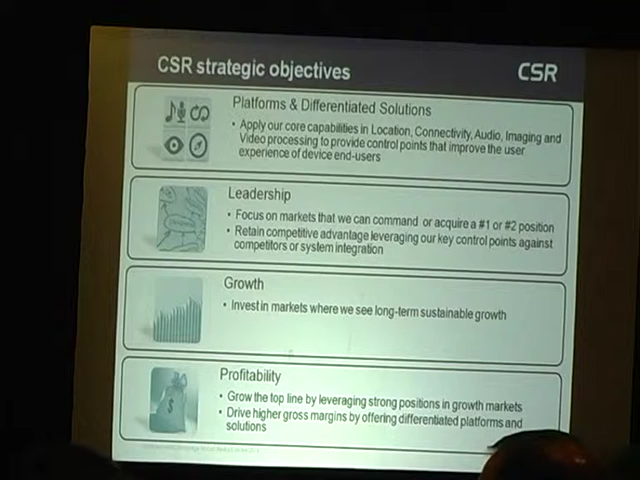 CSR strategic objectives
CSR
Platforms & Differentiated Solutions
• Apply our core capabilities in Location, Connectivity, Audio, Imaging and
Video processing to provide control points that improve the user
experience of device end-users
Leadership
• Focus on markets that we can command or acquire a #1 or #2 position
• Retain competitive advantage leveraging our key control points against
competitors or system integration
Growth
• Invest in markets where we see long-term sustainable growth
Profitability
• Grow the top line by leveraging strong positions in growth markets
• Drive higher gross margins by offering differentiated platforms and
solutions
$